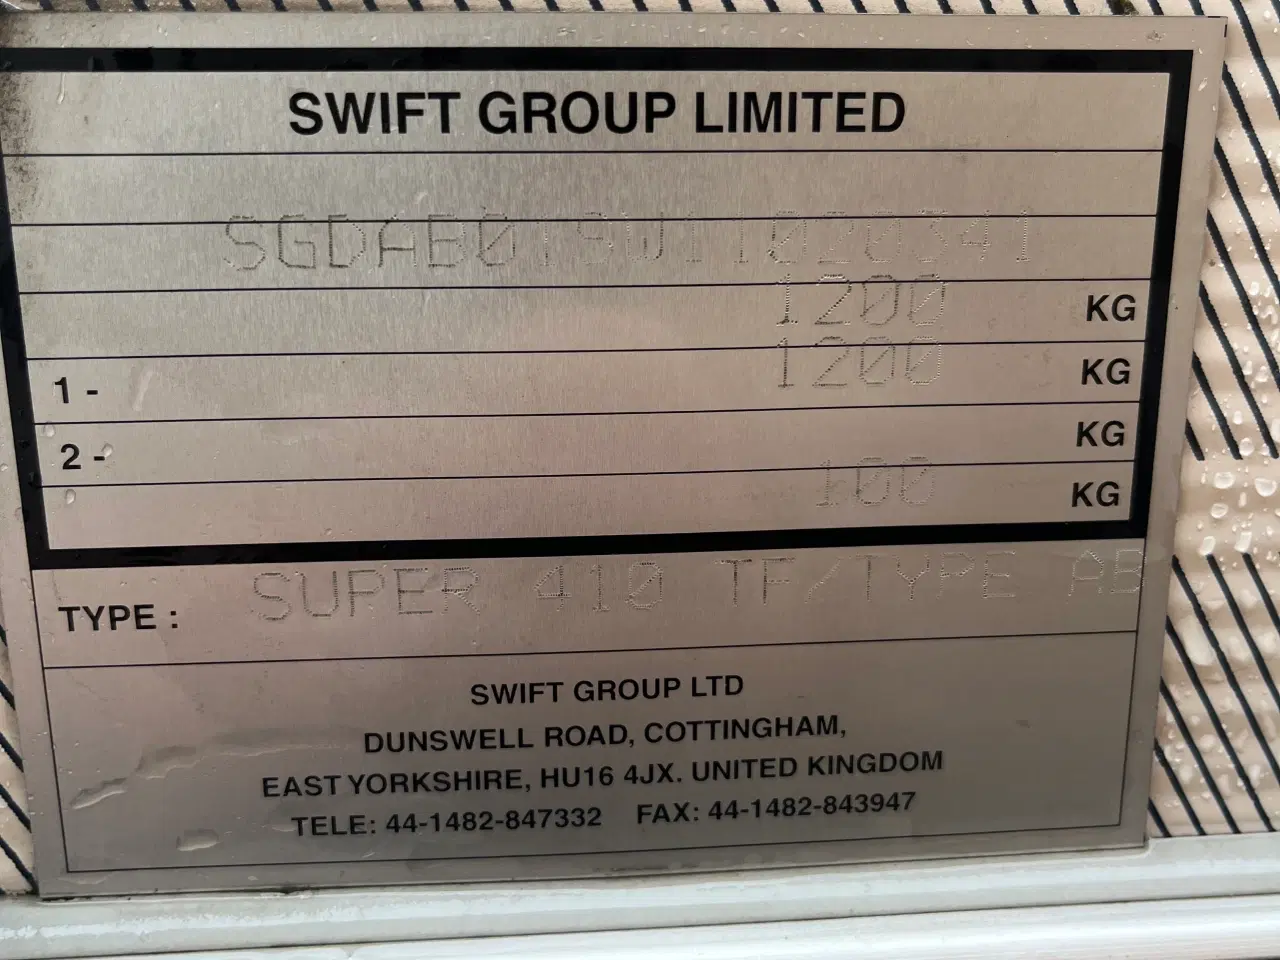 SWIFT GROUP LIMITED
SGDAB01SW11020341
1200 KG
1 - 1200 KG
2 - KG
100 KG
TYPE : SUPER 410 TF/TYPE AB
SWIFT GROUP LTD
DUNSWELL ROAD, COTTINGHAM,
EAST YORKSHIRE, HU16 4JX. UNITED KINGDOM
TELE: 44-1482-847332 FAX: 44-1482-843947